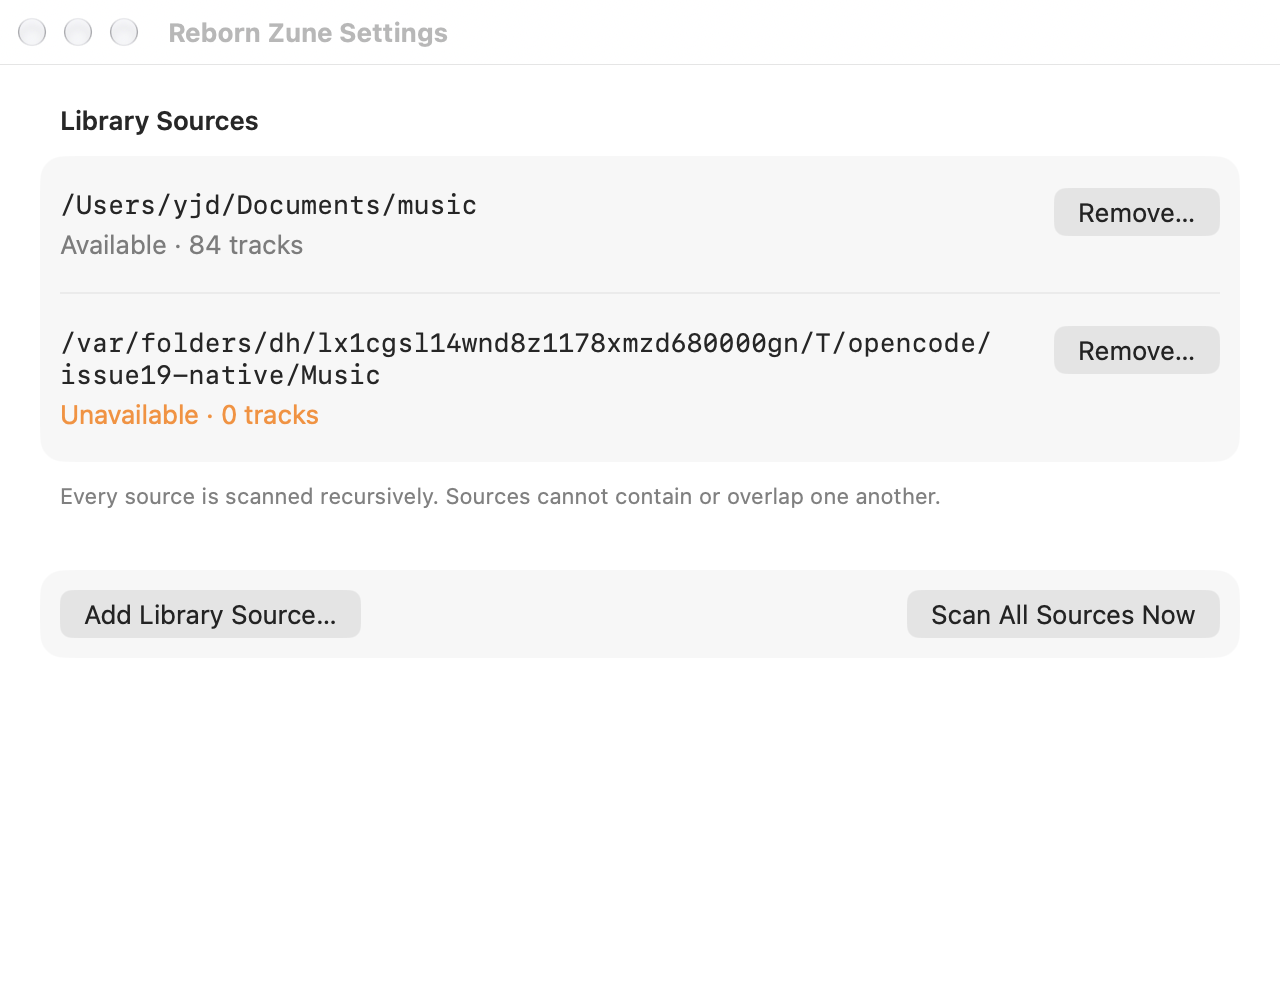 Reborn Zune Settings
Library Sources
/Users/yjd/Documents/music
Remove...
Available · 84 tracks
/var/folders/dh/lx1cgsl14wnd8z1178xmzd680000gn/T/opencode/
issue19-native/Music
Remove...
Unavailable · 0 tracks
Every source is scanned recursively. Sources cannot contain or overlap one another.
Add Library Source...
Scan All Sources Now